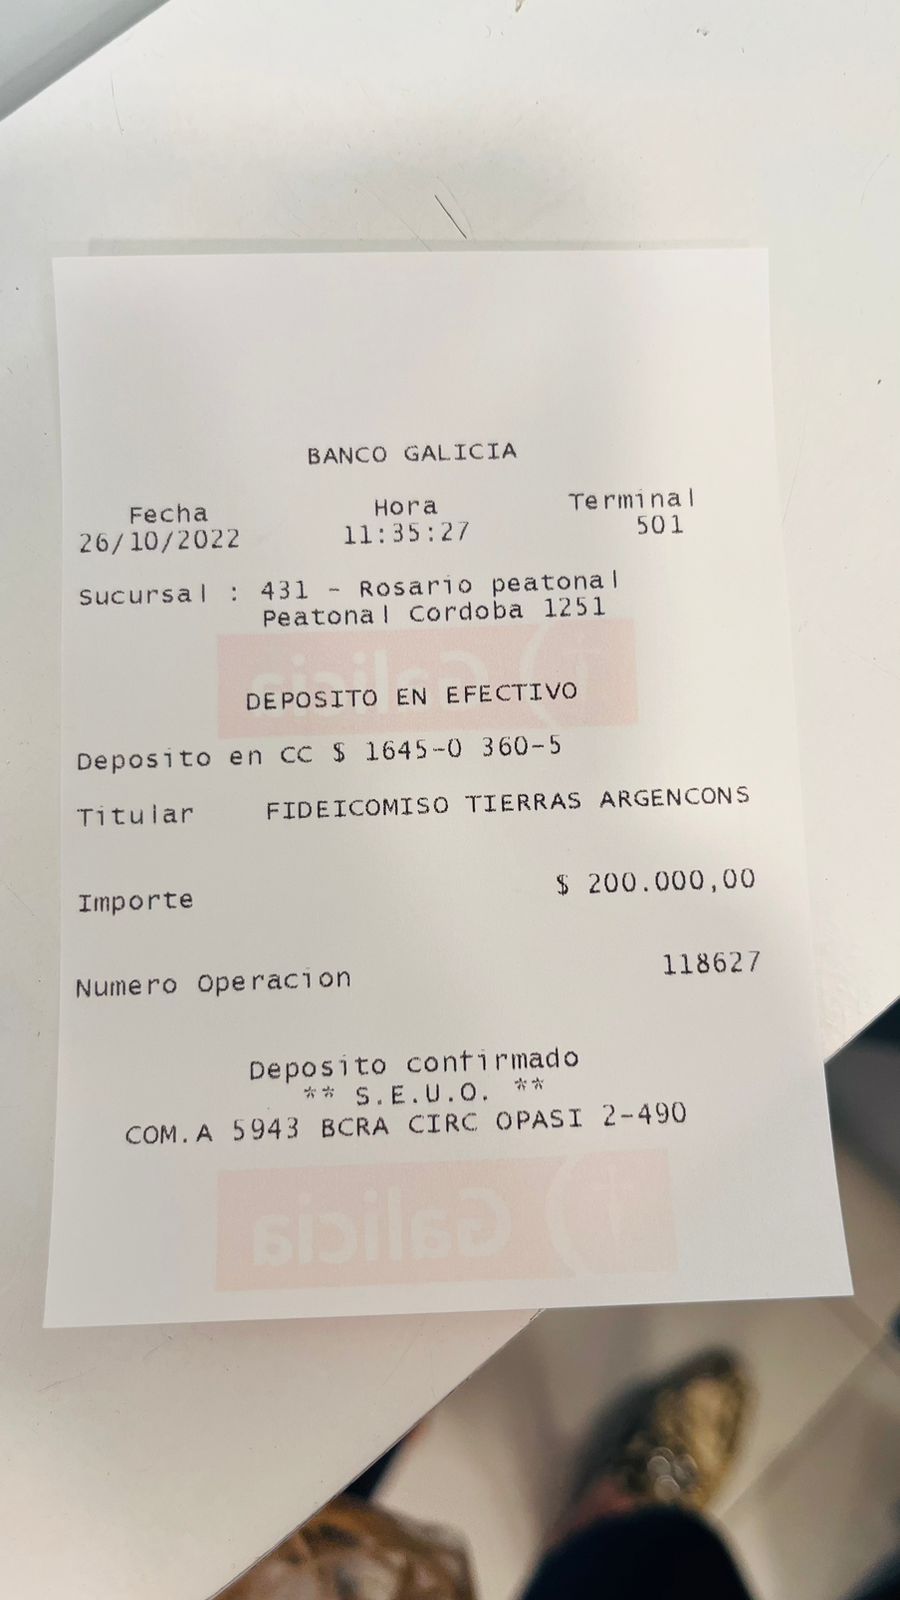 BANCO GALICIA
Fecha Hora Terminal
26/10/2022 11:35:27 501
Sucursal : 431 - Rosario peatonal
Peatonal Cordoba 1251
Galicia
DEPOSITO EN EFECTIVO
Deposito en CC $ 1645-0 360-5
Titular FIDEICOMISO TIERRAS ARGENCONS
Importe $ 200.000,00
Numero Operacion 118627
Deposito confirmado
** S.E.U.O. **
COM.A 5943 BCRA CIRC OPASI 2-490
Galicia